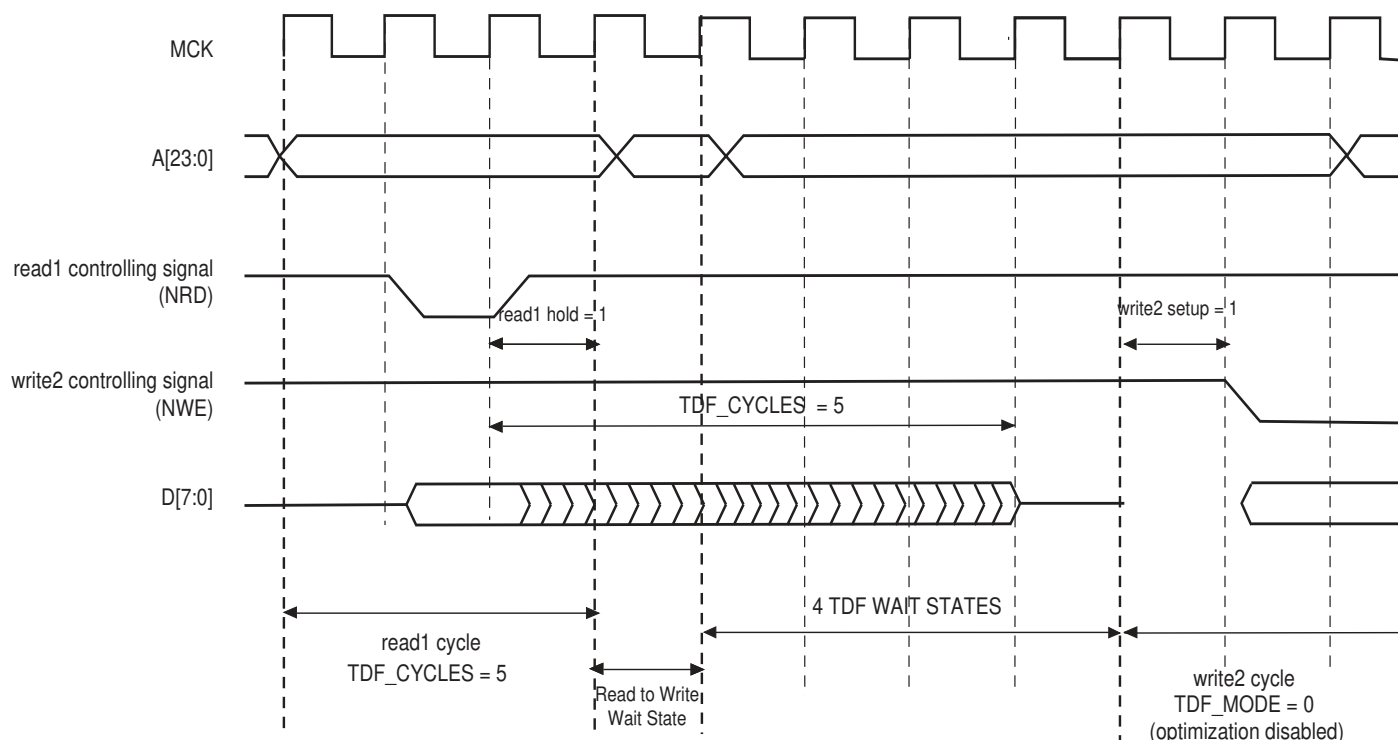 MCK
A[23:0]
read1 controlling signal
(NRD)
read1 hold = 1
write2 setup = 1
write2 controlling signal
(NWE)
TDF_CYCLES = 5
D[7:0]
4 TDF WAIT STATES
read1 cycle
TDF_CYCLES = 5
Read to Write
Wait State
write2 cycle
TDF_MODE = 0
(optimization disabled)